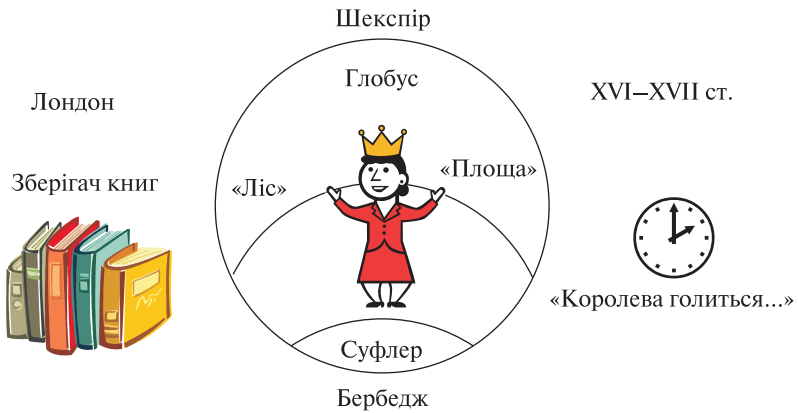 Шекспір
Глобус
Лондон
XVI–XVII ст.
«Площа»
Зберігач книг
«Ліс»
«Королева голиться...»
Суфлер
Бербедж